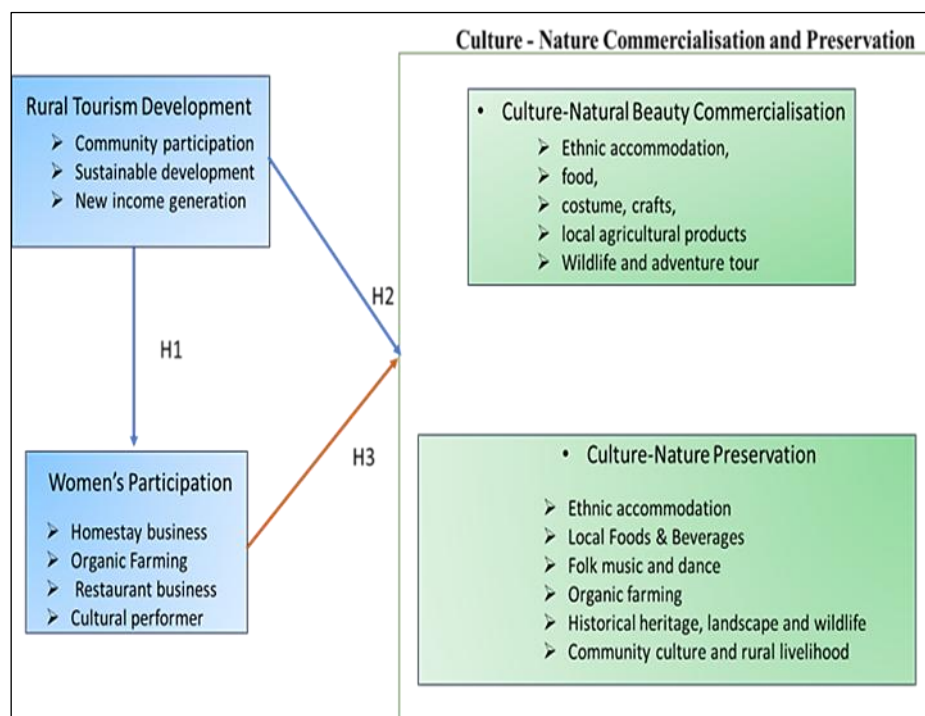 Culture - Nature Commercialisation and Preservation
Rural Tourism Development
➢ Community participation
➢ Sustainable development
➢ New income generation
• Culture-Natural Beauty Commercialisation
➢ Ethnic accommodation,
➢ food,
➢ costume, crafts,
➢ local agricultural products
➢ Wildlife and adventure tour
H2
H1
H3
Women's Participation
➢ Homestay business
➢ Organic Farming
➢ Restaurant business
➢ Cultural performer
• Culture-Nature Preservation
➢ Ethnic accommodation
➢ Local Foods & Beverages
➢ Folk music and dance
➢ Organic farming
➢ Historical heritage, landscape and wildlife
➢ Community culture and rural livelihood